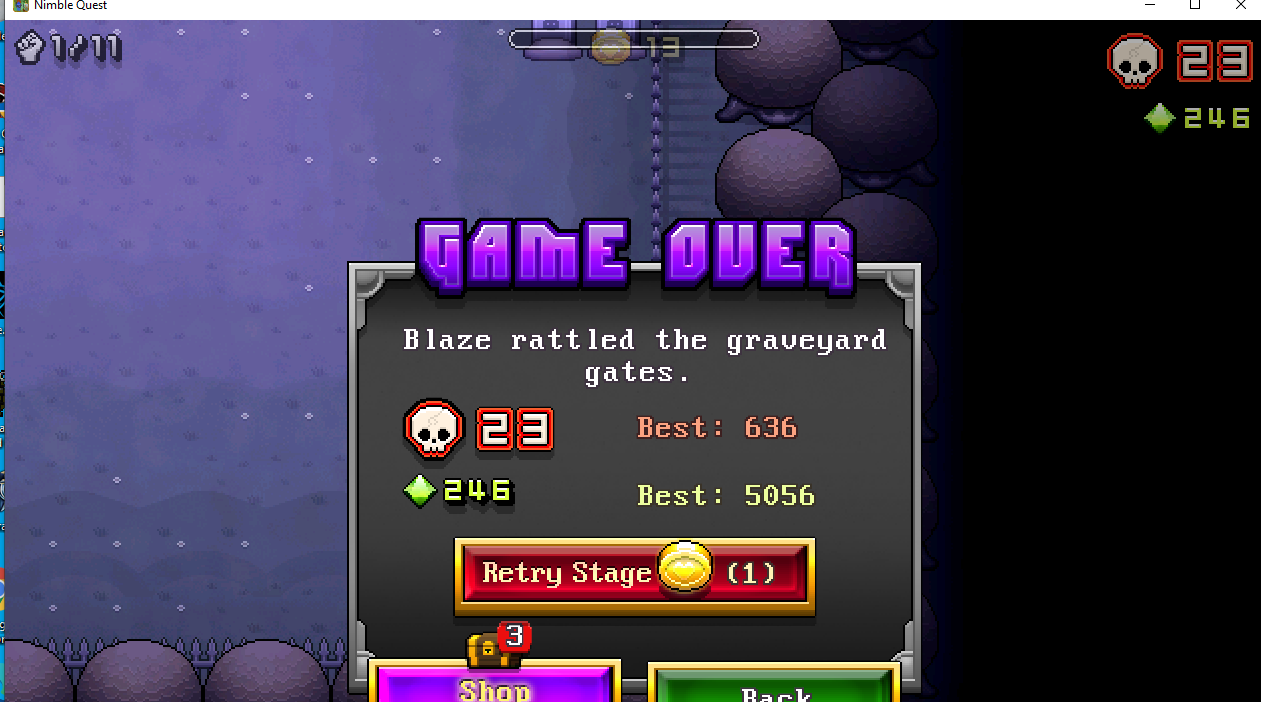 Nimble Quest
1/11
13
23
246
GAME OVER
Blaze rattled the graveyard
gates.
23
Best: 636
246
Best: 5056
Retry Stage (1)
3
Shop
Back